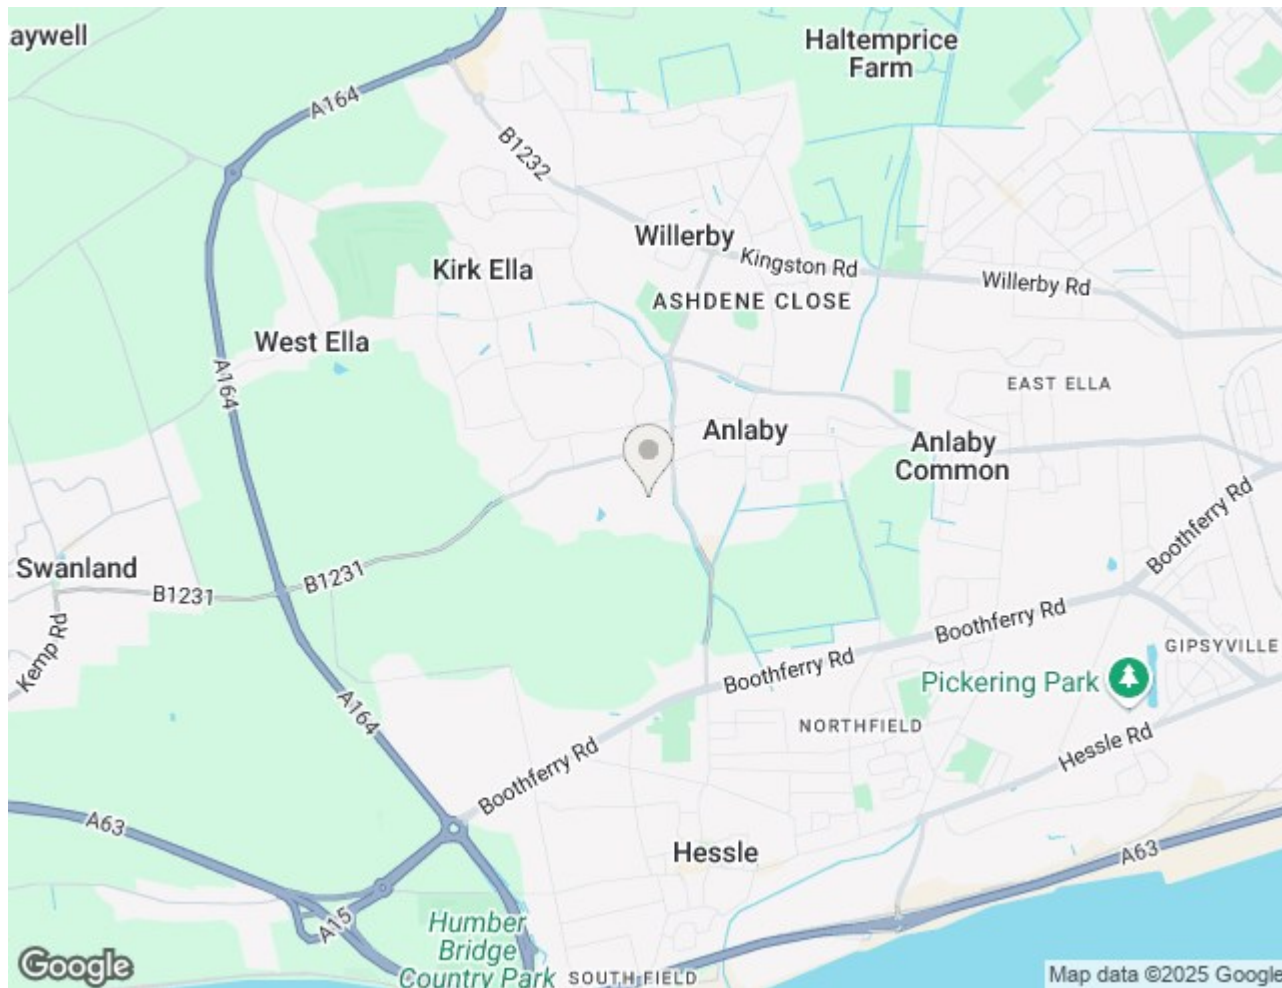 aywell
Haltemprice
Farm
A164
B1232
Willerby
Kingston Rd
Kirk Ella
Willerby Rd
ASHDENE CLOSE
West Ella
A164
EAST ELLA
Anlaby
Anlaby
Common
Boothferry Rd
Swanland
B1231
B1231
Kemp Rd
Boothferry Rd
GIPSYVILLE
Boothferry Rd
Pickering Park
A164
NORTHFIELD
Hessle Rd
Boothferry Rd
A63
Hessle
A63
A15
Humber
Bridge
Country Park
SOUTH FIELD
Google
Map data ©2025 Google